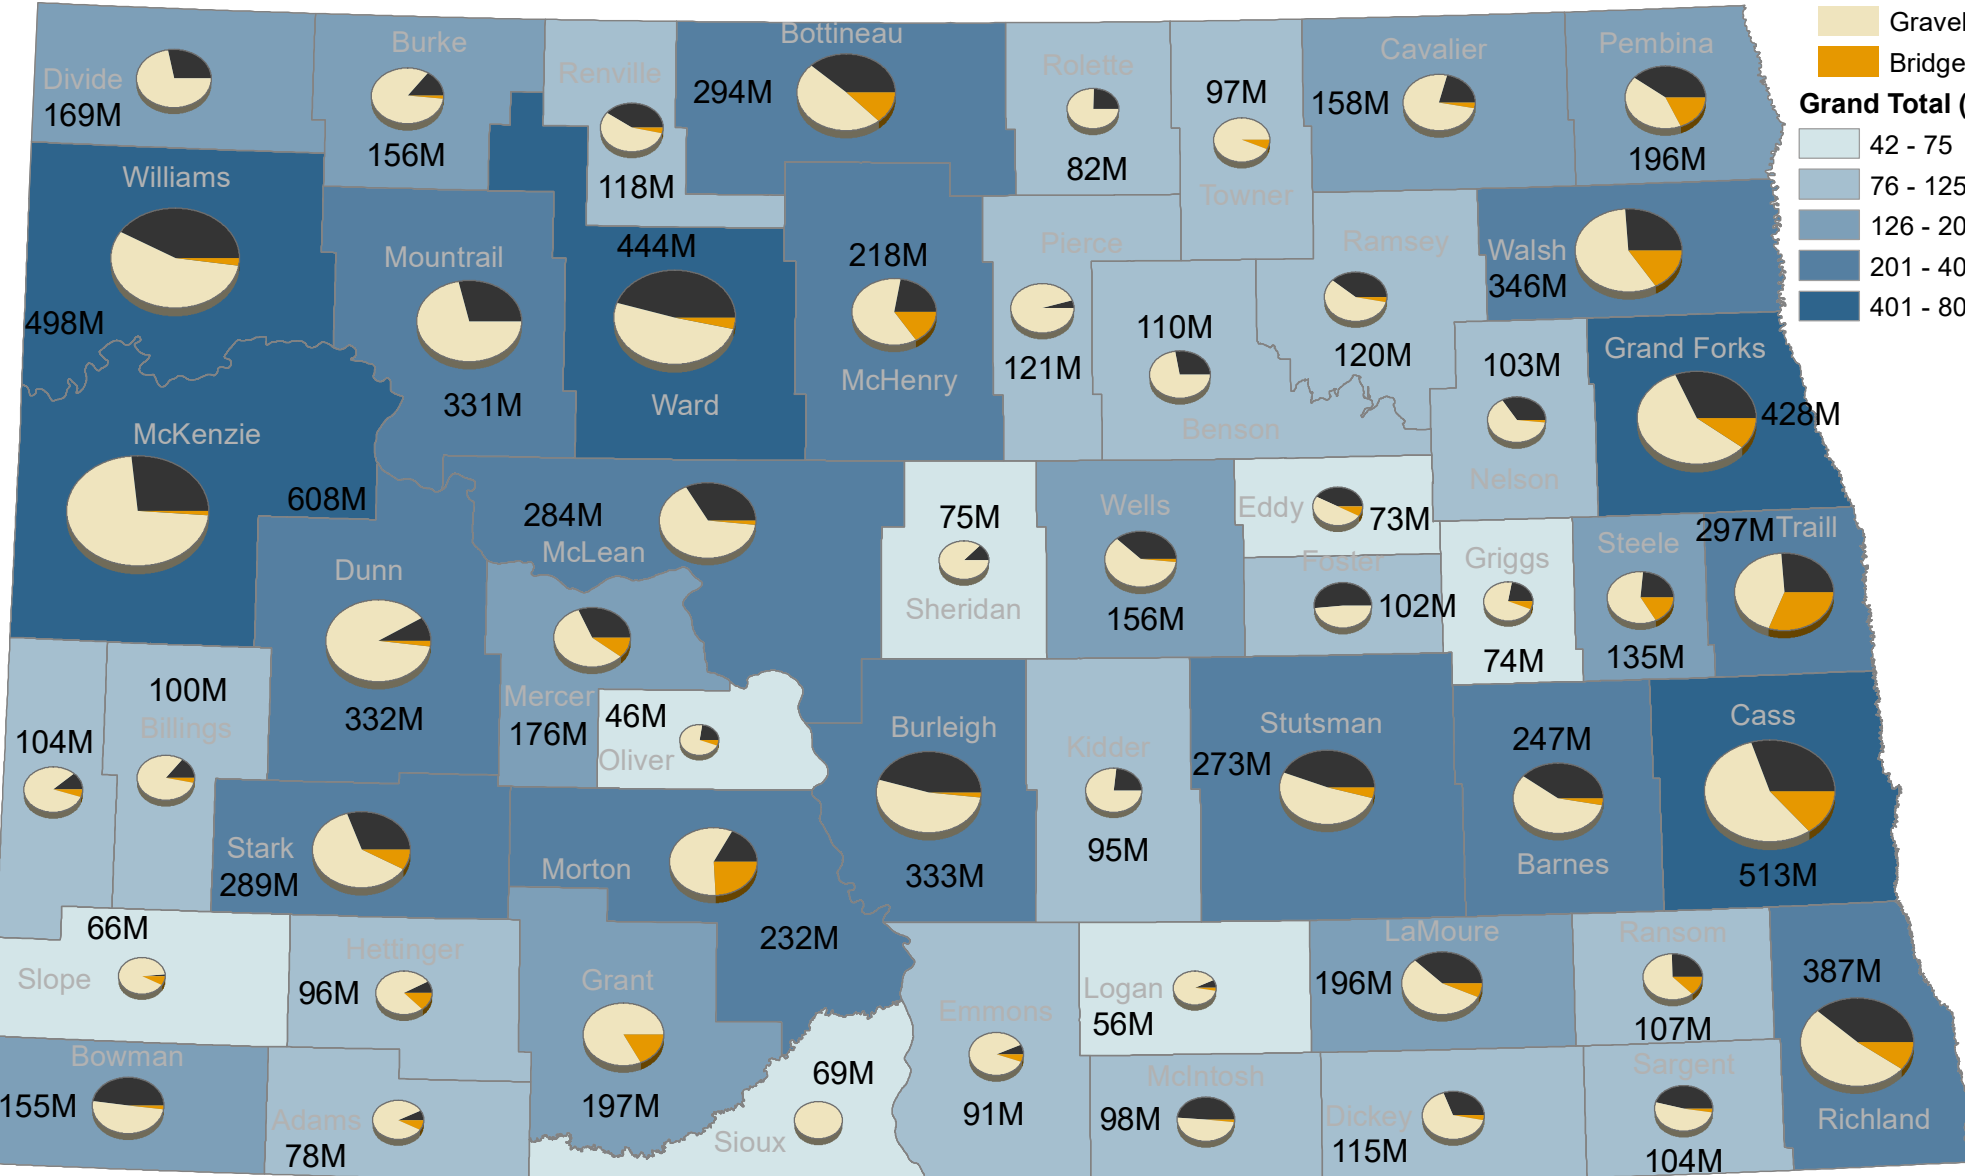 Divide
169M
Burke
156M
Renville
118M
Bottineau
294M
Rolette
82M
97M
Towner
Cavalier
158M
Pembina
196M
Gravel
Bridge
Grand Total (
42 - 75
76 - 125
126 - 20
201 - 40
401 - 80
Williams
498M
Mountrail
331M
444M
Ward
218M
McHenry
Pierce
121M
110M
Benson
Ramsey
120M
Walsh
346M
103M
Nelson
Grand Forks
428M
McKenzie
608M
Dunn
332M
284M
McLean
75M
Sheridan
Wells
156M
Eddy
73M
Foster
102M
Griggs
74M
Steele
135M
297M
Traill
104M
100M
Billings
Mercer
176M
46M
Oliver
Burleigh
333M
Kidder
95M
Stutsman
273M
247M
Barnes
Cass
513M
Stark
289M
Morton
232M
66M
Slope
Hettinger
96M
Grant
197M
Emmons
91M
Logan
56M
LaMoure
196M
Ransom
107M
387M
Richland
Bowman
155M
Adams
78M
69M
Sioux
McIntosh
98M
Dickey
115M
Sargent
104M